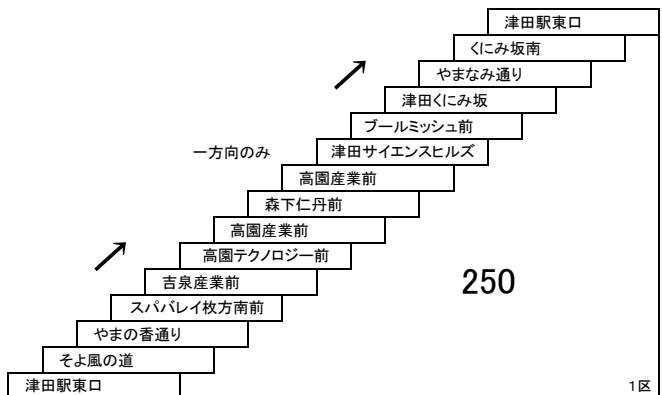 津田駅東口
くにみ坂南
やまなみ通り
津田くにみ坂
ブールミッシュ前
一方向のみ
津田サイエンスヒルズ
高園産業前
森下仁丹前
高園産業前
高園テクノロジー前
吉泉産業前
250
スパバレイ枚方南前
やまの香通り
そよ風の道
津田駅東口
1区